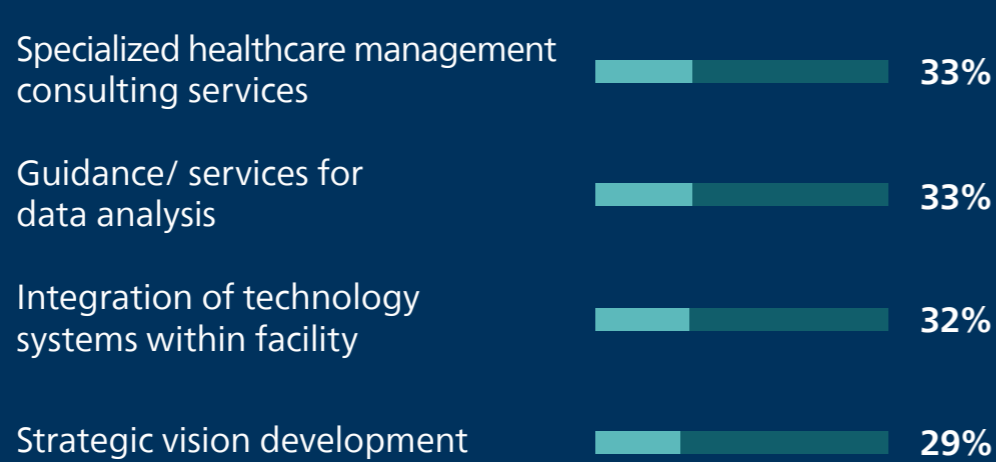 Specialized healthcare management
consulting services
33%
Guidance/ services for
data analysis
33%
Integration of technology
systems within facility
32%
Strategic vision development
29%